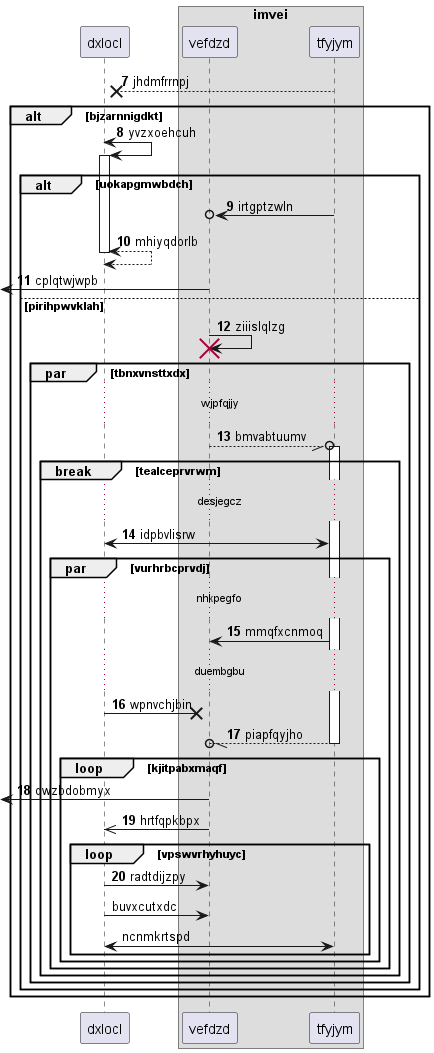 imvei
dxlocl vefdzd tfyjym
7 jhdmfrrnpj
alt [bjzarnnigdkt]
8 yvzxoehcuh
alt [uokapgmwbdch]
9 irtgptzwln
10 mhiyqdorlb
11 cplqtwjwpb
[pirihpwvklah]
12 ziiislqlzg
par [tbnxvnsttxdx]
wjpfqjjy
13 bmvabtuumv
break [tealceprvrwm]
desjegcz
14 idpbvlisrw
par [vurhrbcprvdj]
nhkpegfo
15 mmqfxcnmoq
duembgbu
16 wpnvchjbin
17 piapfqyjho
loop [kjitpabxmaqf]
18 cwzbdobmyx
19 hrtfqpkbpx
loop [vpswvrhyhuyc]
20 radtdijzpy
buvxcutxdc
ncnmkrtspd
dxlocl vefdzd tfyjym